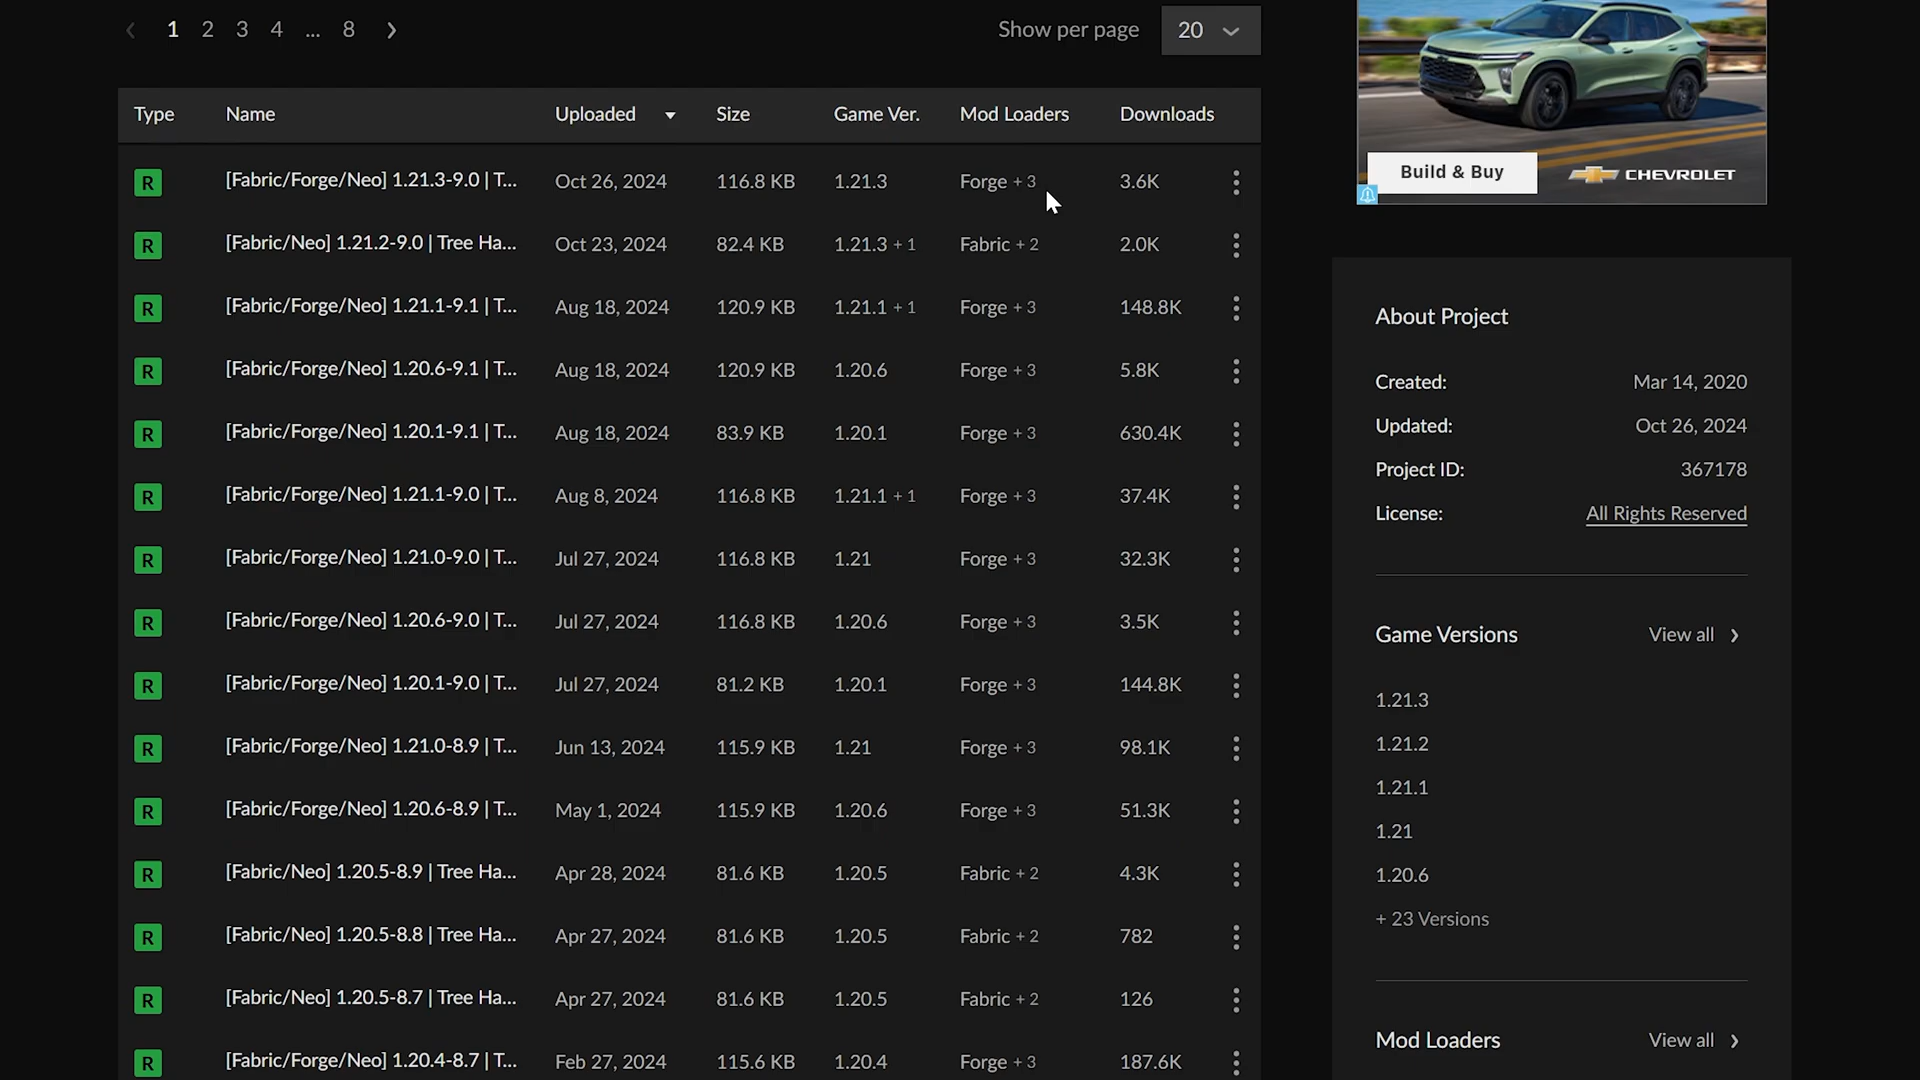 1 2 3 4 ... 8
Show per page 20
Type Name Uploaded Size Game Ver. Mod Loaders Downloads
R [Fabric/Forge/Neo] 1.21.3-9.0 | T... Oct 26, 2024 116.8 KB 1.21.3 Forge + 3 3.6K
R [Fabric/Neo] 1.21.2-9.0 | Tree Ha... Oct 23, 2024 82.4 KB 1.21.3 + 1 Fabric + 2 2.0K
R [Fabric/Forge/Neo] 1.21.1-9.1 | T... Aug 18, 2024 120.9 KB 1.21.1 + 1 Forge + 3 148.8K
R [Fabric/Forge/Neo] 1.20.6-9.1 | T... Aug 18, 2024 120.9 KB 1.20.6 Forge + 3 5.8K
R [Fabric/Forge/Neo] 1.20.1-9.1 | T... Aug 18, 2024 83.9 KB 1.20.1 Forge + 3 630.4K
R [Fabric/Forge/Neo] 1.21.1-9.0 | T... Aug 8, 2024 116.8 KB 1.21.1 + 1 Forge + 3 37.4K
R [Fabric/Forge/Neo] 1.21.0-9.0 | T... Jul 27, 2024 116.8 KB 1.21 Forge + 3 32.3K
R [Fabric/Forge/Neo] 1.20.6-9.0 | T... Jul 27, 2024 116.8 KB 1.20.6 Forge + 3 3.5K
R [Fabric/Forge/Neo] 1.20.1-9.0 | T... Jul 27, 2024 81.2 KB 1.20.1 Forge + 3 144.8K
R [Fabric/Forge/Neo] 1.21.0-8.9 | T... Jun 13, 2024 115.9 KB 1.21 Forge + 3 98.1K
R [Fabric/Forge/Neo] 1.20.6-8.9 | T... May 1, 2024 115.9 KB 1.20.6 Forge + 3 51.3K
R [Fabric/Neo] 1.20.5-8.9 | Tree Ha... Apr 28, 2024 81.6 KB 1.20.5 Fabric + 2 4.3K
R [Fabric/Neo] 1.20.5-8.8 | Tree Ha... Apr 27, 2024 81.6 KB 1.20.5 Fabric + 2 782
R [Fabric/Neo] 1.20.5-8.7 | Tree Ha... Apr 27, 2024 81.6 KB 1.20.5 Fabric + 2 126
R [Fabric/Forge/Neo] 1.20.4-8.7 | T... Feb 27, 2024 115.6 KB 1.20.4 Forge + 3 187.6K
Build & Buy CHEVROLET
About Project
Created: Mar 14, 2020
Updated: Oct 26, 2024
Project ID: 367178
License: All Rights Reserved
Game Versions View all
1.21.3
1.21.2
1.21.1
1.21
1.20.6
+ 23 Versions
Mod Loaders View all